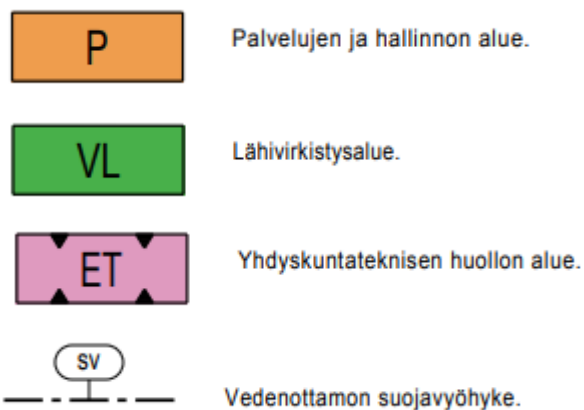 P
Palvelujen ja hallinnon alue.
VL
Lähivirkistysalue.
ET
Yhdyskuntateknisen huollon alue.
SV
Vedenottamon suojavyöhyke.